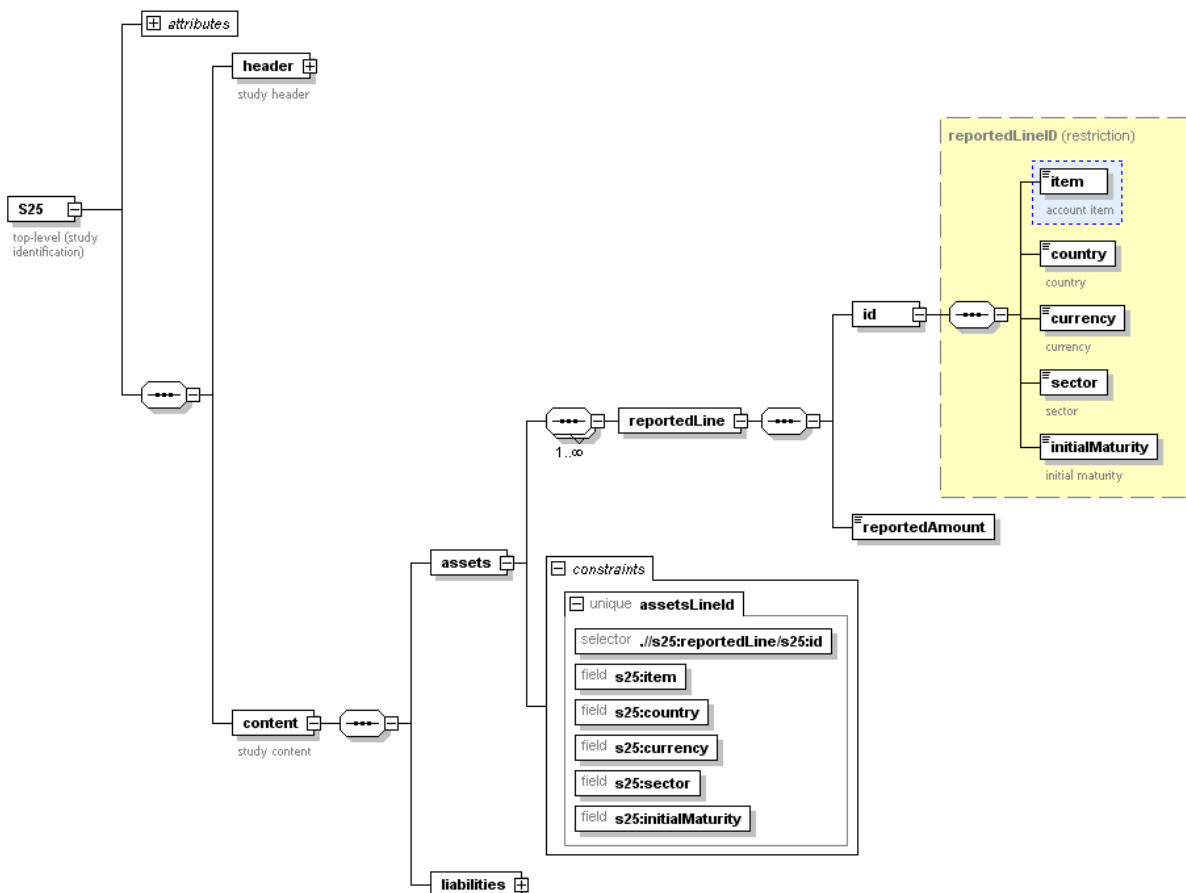 attributes
header
study header
reportedLineID (restriction)
item
account item
S25
top-level (study
identification)
country
country
id
currency
currency
sector
sector
reportedLine
1..∞
initialMaturity
initial maturity
reportedAmount
assets
constraints
unique assetsLineId
selector .//s25:reportedLine/s25:id
field s25:item
field s25:country
content
study content
field s25:currency
field s25:sector
field s25:initialMaturity
liabilities